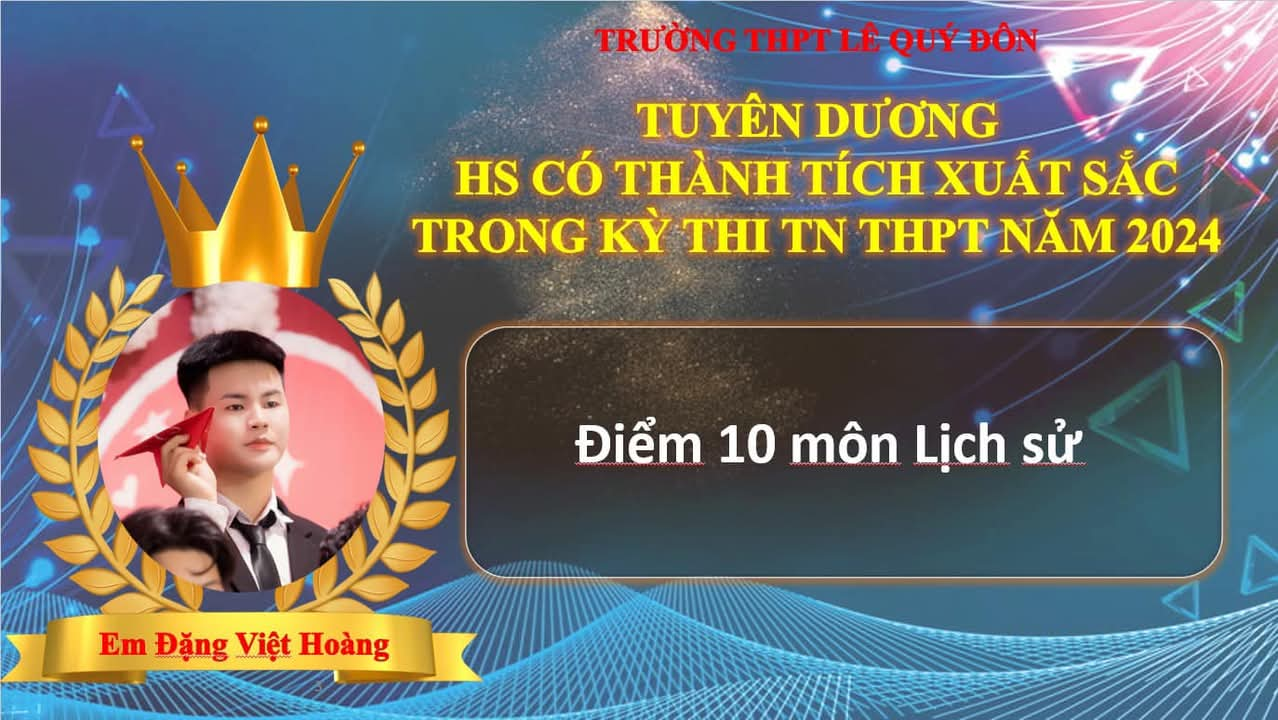 TRƯỜNG THPT LÊ QUÝ ĐÔN
TUYÊN DƯƠNG
HS CÓ THÀNH TÍCH XUẤT SẮC
TRONG KỲ THI TN THPT NĂM 2024
Điểm 10 môn Lịch sử
Em Đặng Việt Hoàng
3